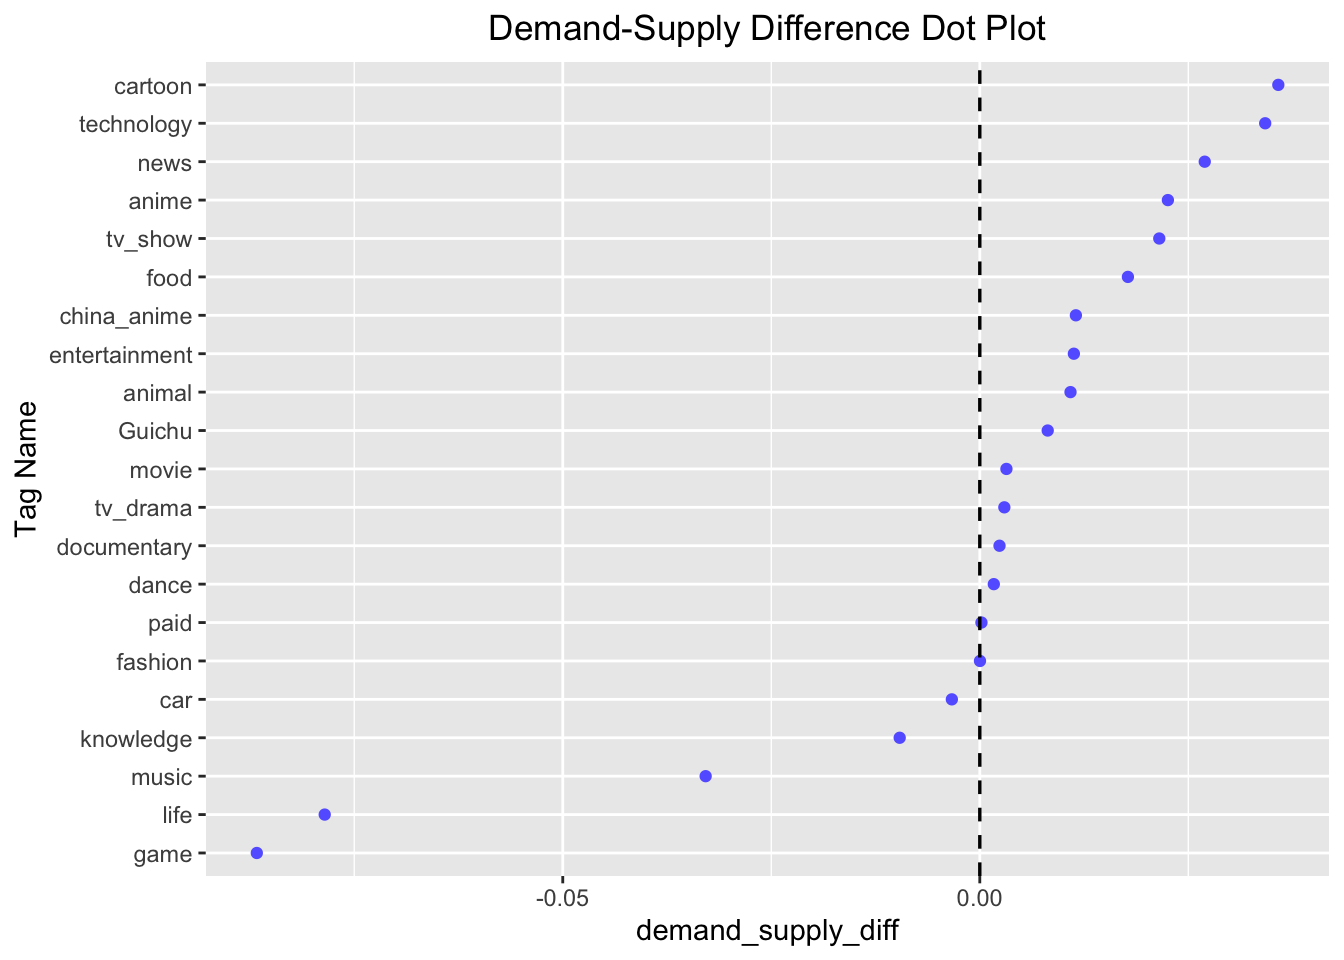 Demand-Supply Difference Dot Plot
Tag Name
cartoon
technology
news
anime
tv_show
food
china_anime
entertainment
animal
Guichu
movie
tv_drama
documentary
dance
paid
fashion
car
knowledge
music
life
game
-0.05 0.00
demand_supply_diff